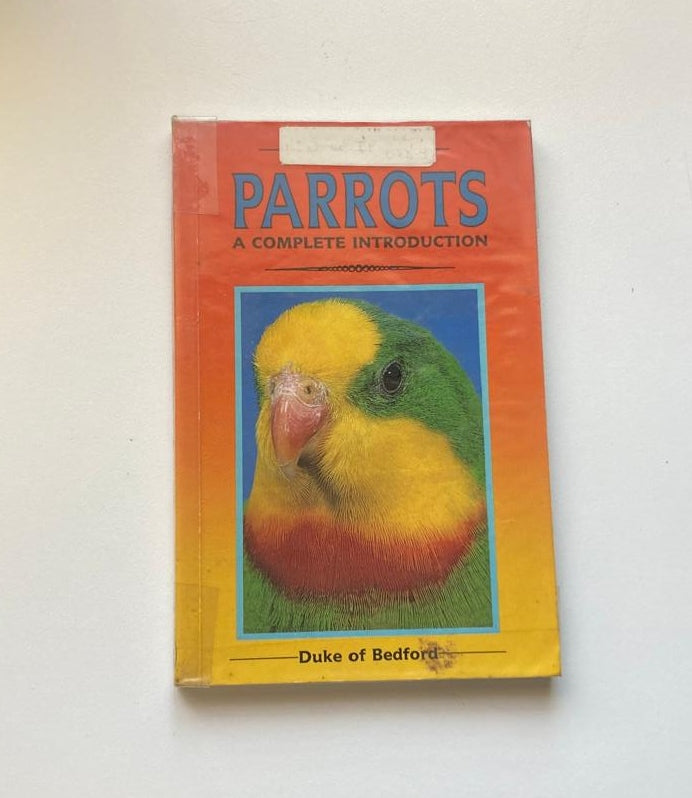 PARROTS
A COMPLETE INTRODUCTION
Duke of Bedford